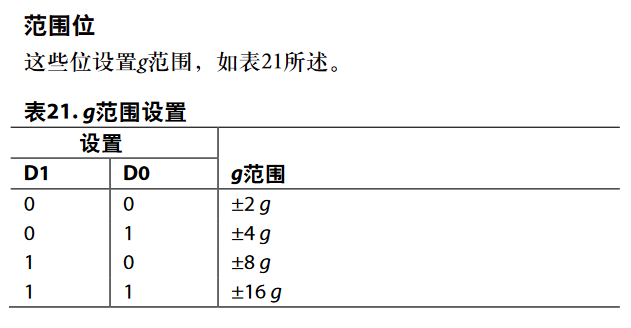 范围位
这些位设置g范围，如表21所述。
表21. g范围设置
设置
D1 D0 g范围
0 0 ±2 g
0 1 ±4 g
1 0 ±8 g
1 1 ±16 g